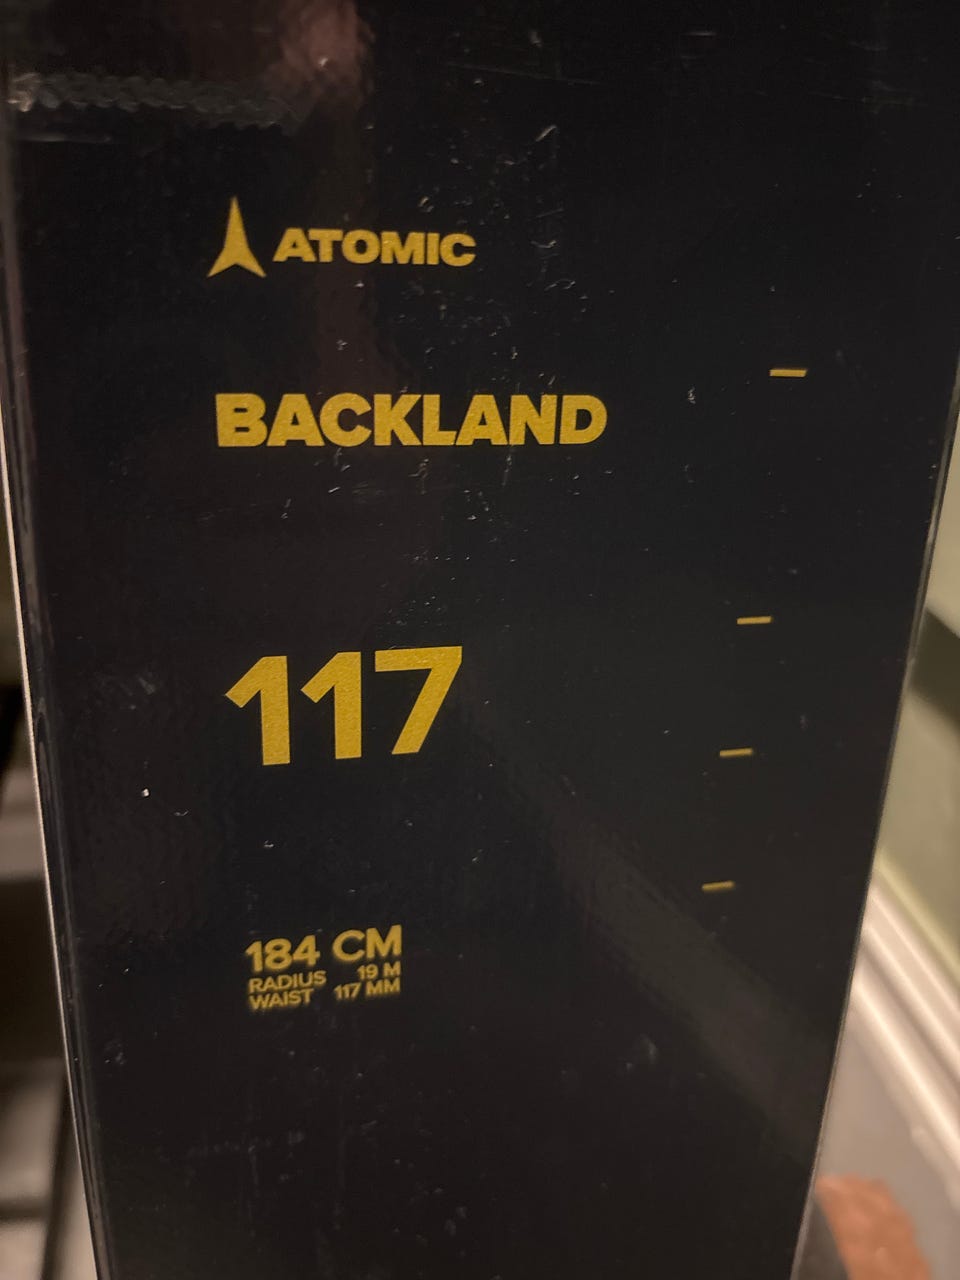 ATOMIC
BACKLAND
117
184 CM
RADIUS 19 M
WAIST 117 MM